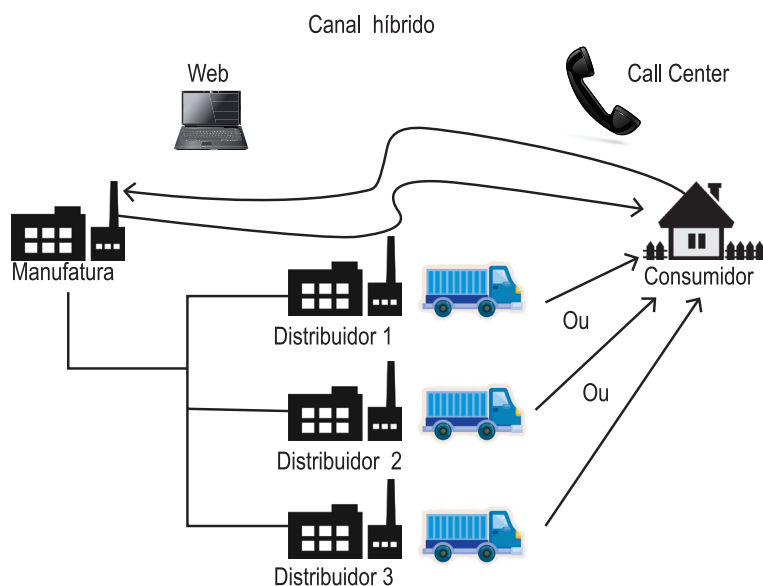 Canal híbrido
Web
Call Center
Manufatura
Consumidor
Distribuidor 1
Ou
Ou
Distribuidor 2
Distribuidor 3